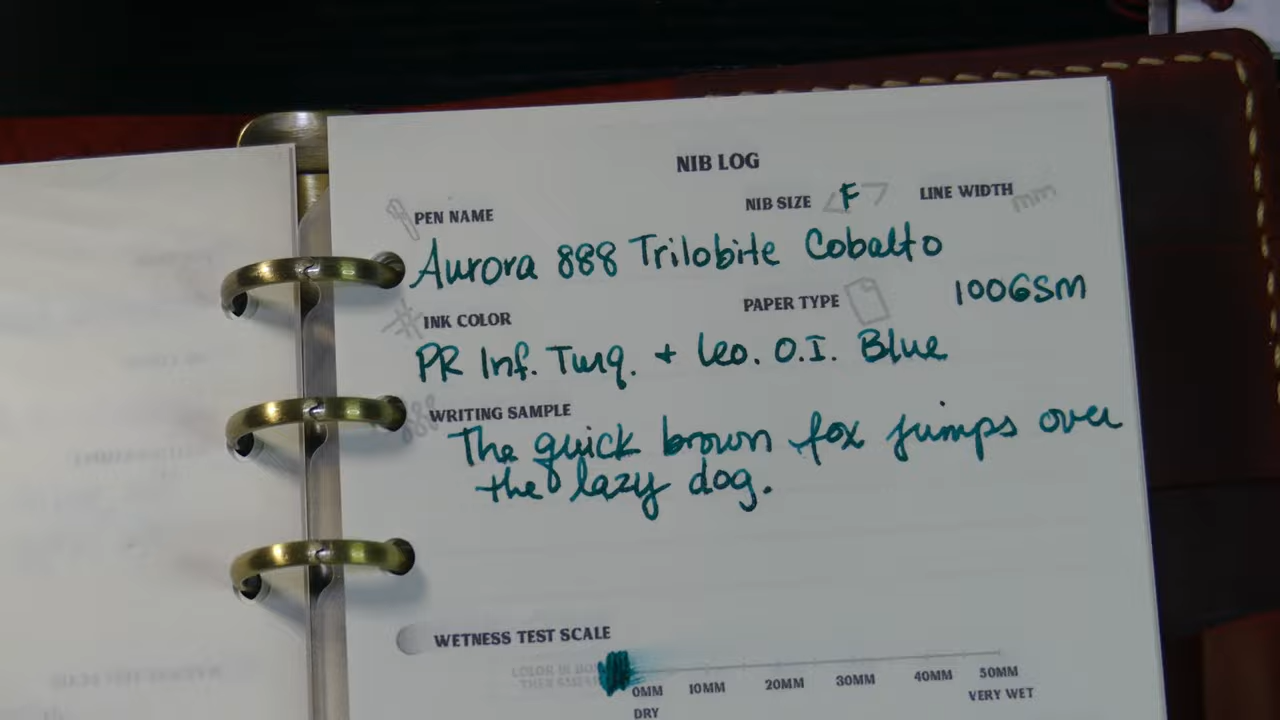 NIB LOG
PEN NAME
NIB SIZE F
LINE WIDTH mm
Aurora 888 Trilobite Cobalto
INK COLOR
PAPER TYPE
100GSM
PR Inf. Turq. + Leo. O.I. Blue
WRITING SAMPLE
The quick brown fox jumps over
the lazy dog.
WETNESS TEST SCALE
0MM 10MM 20MM 30MM 40MM 50MM
DRY VERY WET